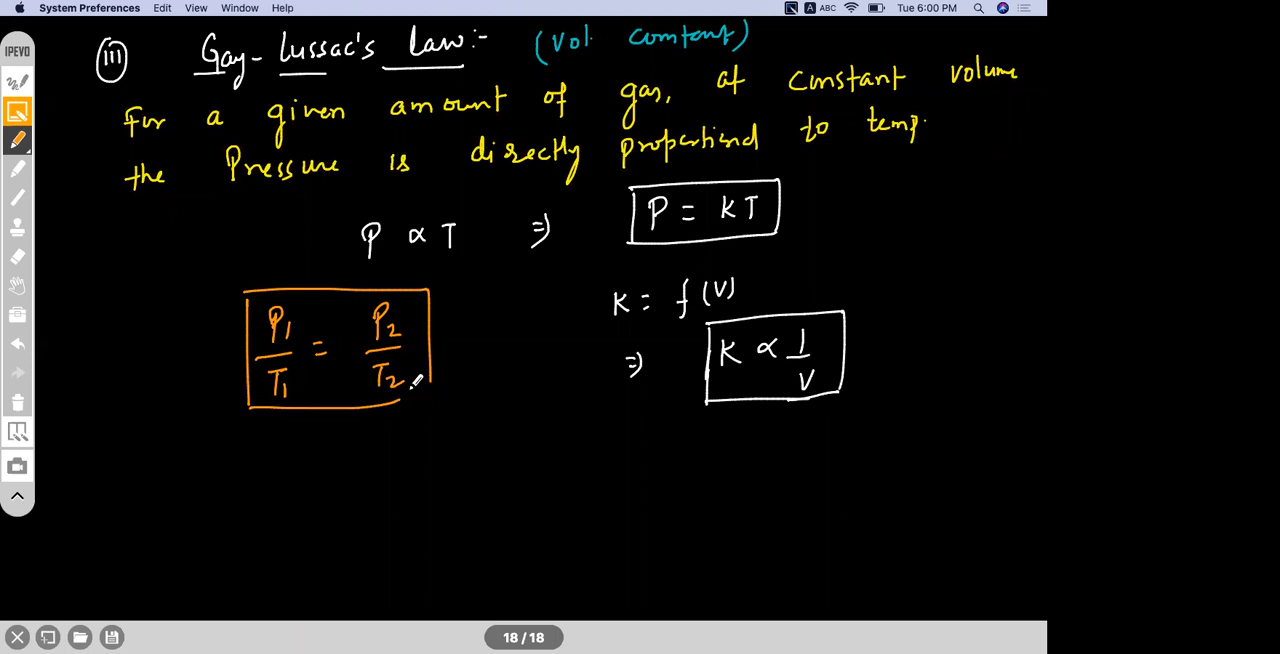 System Preferences Edit View Window Help
A ABC Tue 6:00 PM
IPEVO
(iii) Gay-Lussac's Law:- (Vol. constant)
For a given amount of gas, at constant volume
the Pressure is directly proportional to temp.
P ∝ T ⇒ P = KT
K = f(V)
P1/T1 = P2/T2
⇒ K ∝ 1/V
18 / 18